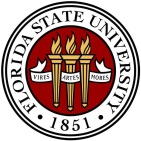 FLORIDA STATE UNIVERSITY
VIRES ARTES MORES
· 1851 ·